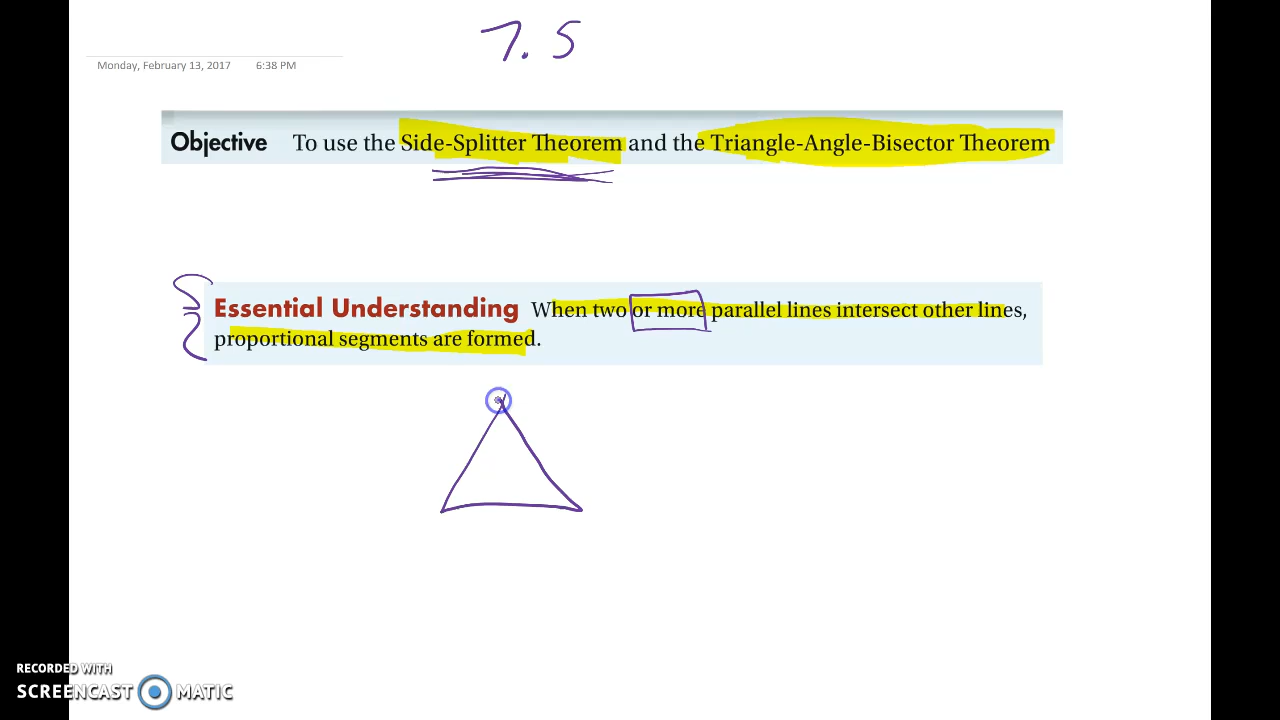 7.5
Monday, February 13, 2017 6:38 PM
Objective To use the Side-Splitter Theorem and the Triangle-Angle-Bisector Theorem
Essential Understanding When two or more parallel lines intersect other lines,
proportional segments are formed.
RECORDED WITH
SCREENCAST MATIC